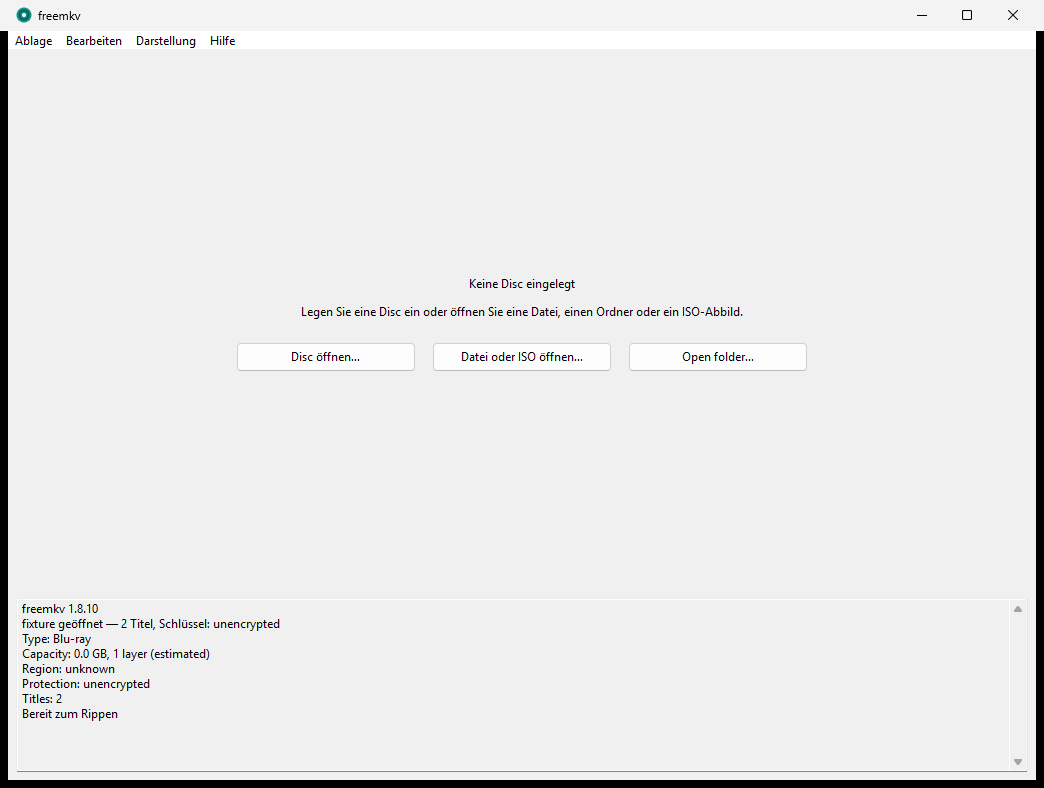 freemkv
Ablage Bearbeiten Darstellung Hilfe
Keine Disc eingelegt
Legen Sie eine Disc ein oder öffnen Sie eine Datei, einen Ordner oder ein ISO-Abbild.
Disc öffnen... Datei oder ISO öffnen... Open folder...
freemkv 1.8.10
fixture geöffnet — 2 Titel, Schlüssel: unencrypted
Type: Blu-ray
Capacity: 0.0 GB, 1 layer (estimated)
Region: unknown
Protection: unencrypted
Titles: 2
Bereit zum Rippen